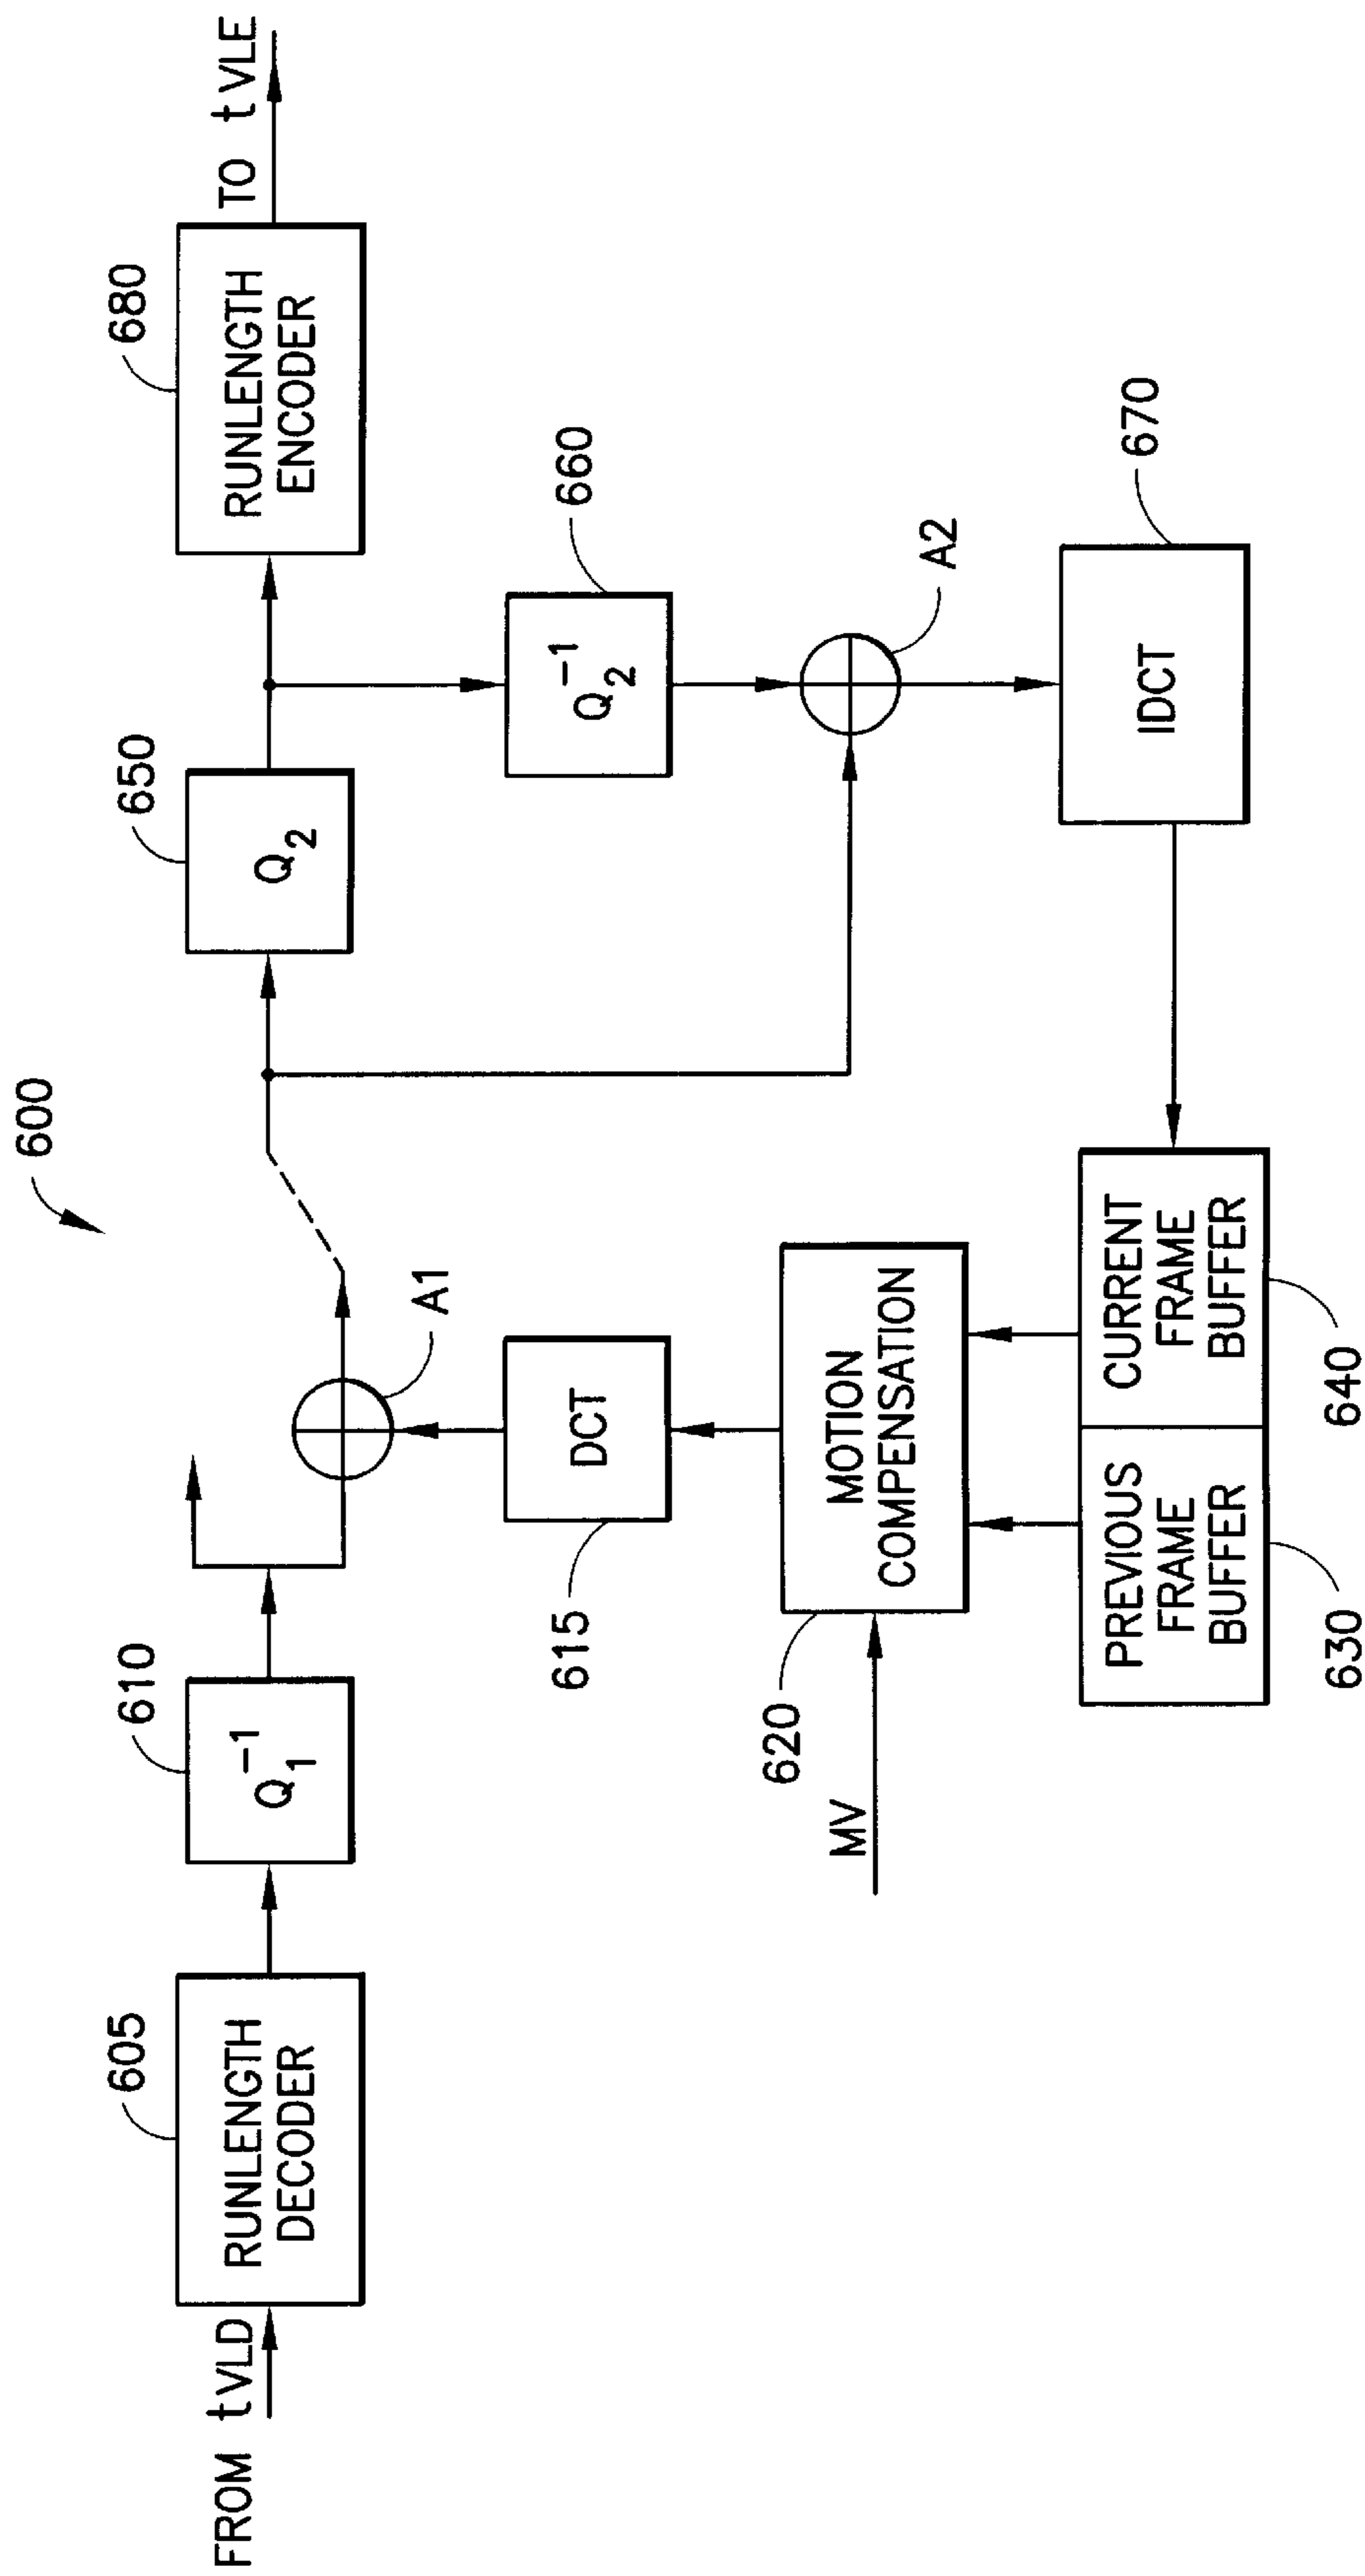 600
FROM tVLD
605
RUNLENGTH
DECODER
610
Q₁⁻¹
A1
650
Q₂
680
RUNLENGTH
ENCODER
TO tVLE
615
DCT
660
Q₂⁻¹
A2
MV
620
MOTION
COMPENSATION
670
IDCT
PREVIOUS
FRAME
BUFFER
630
CURRENT
FRAME
BUFFER
640